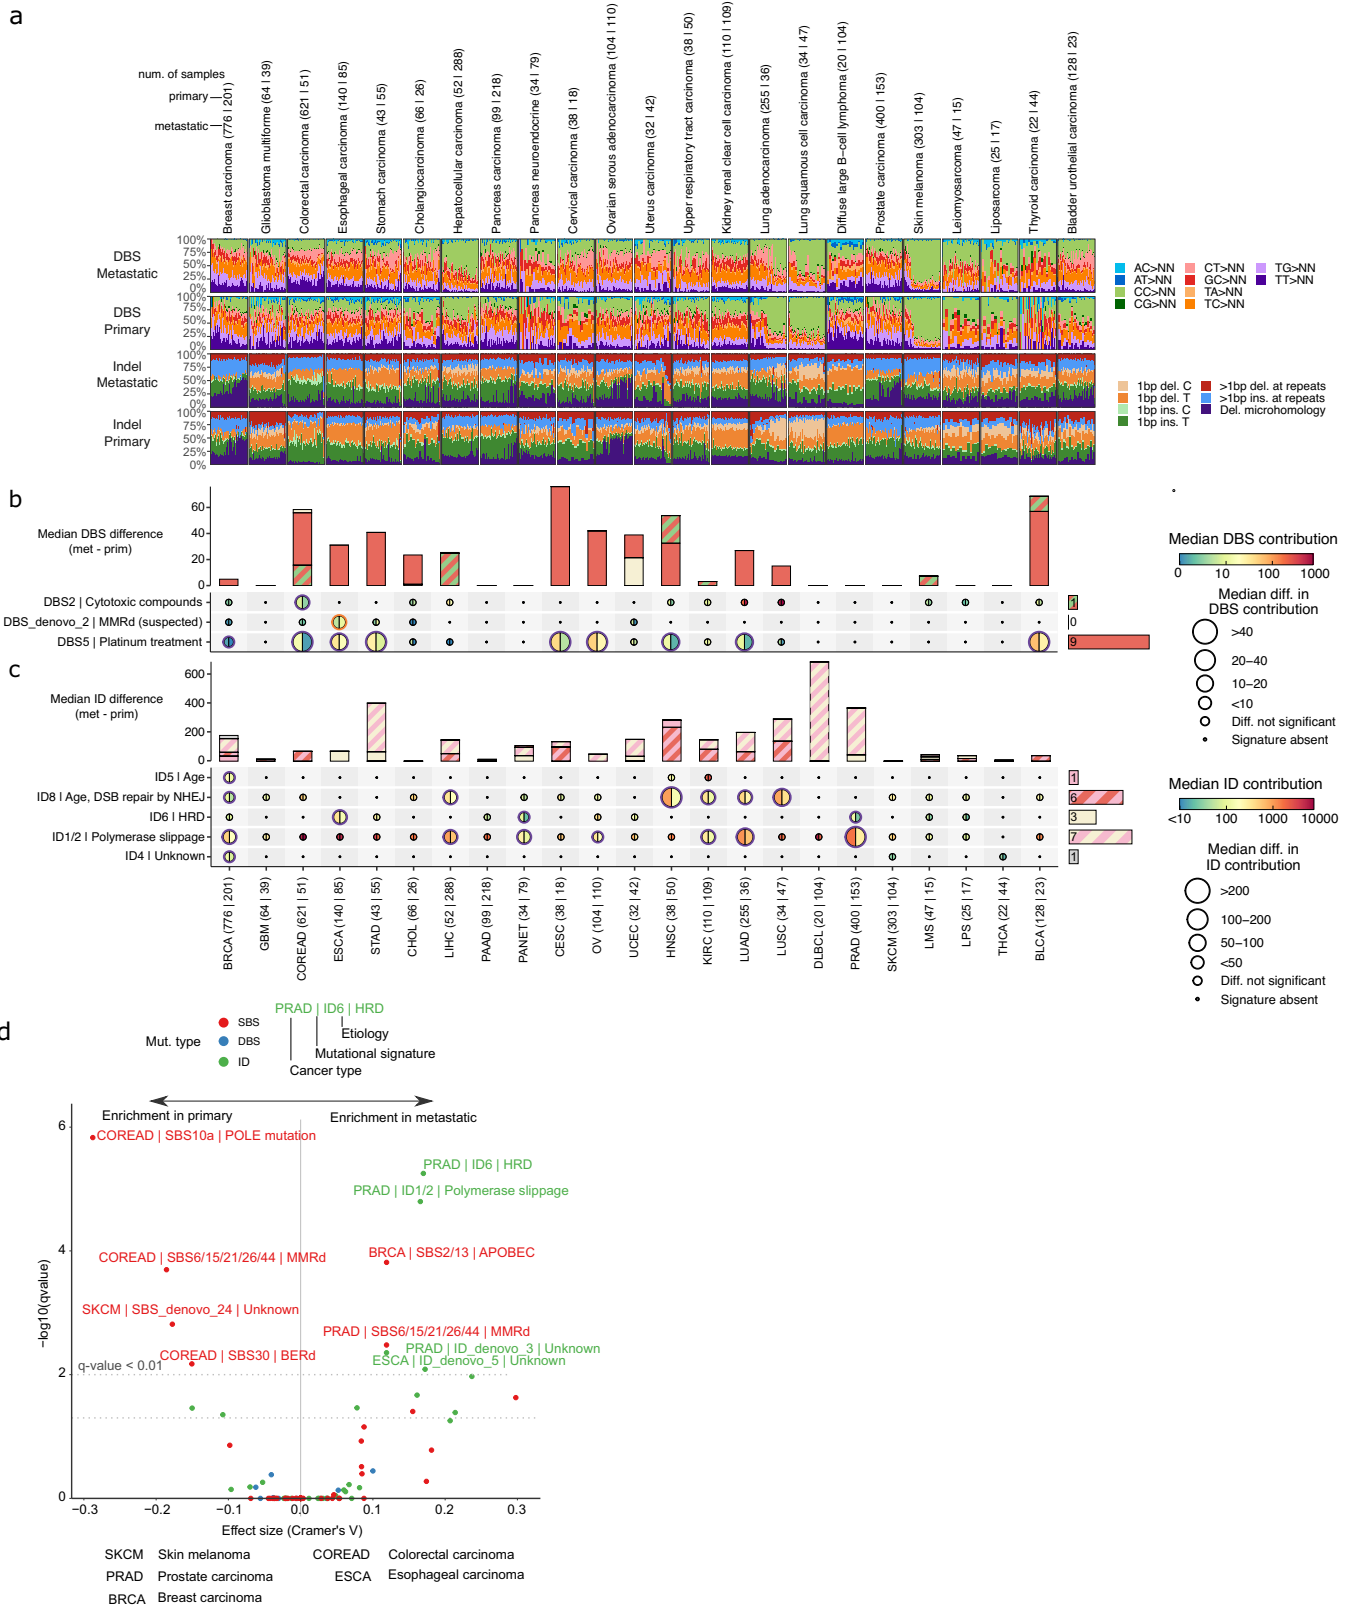 a
num. of samples
primary
metastatic
Breast carcinoma (776 | 201)
Glioblastoma multiforme (64 | 39)
Colorectal carcinoma (621 | 51)
Esophageal carcinoma (140 | 85)
Stomach carcinoma (43 | 55)
Cholangiocarcinoma (66 | 26)
Hepatocellular carcinoma (52 | 288)
Pancreas carcinoma (99 | 218)
Pancreas neuroendocrine (34 | 79)
Cervical carcinoma (38 | 18)
Ovarian serous adenocarcinoma (104 | 110)
Uterus carcinoma (32 | 42)
Upper respiratory tract carcinoma (38 | 50)
Kidney renal clear cell carcinoma (110 | 109)
Lung adenocarcinoma (255 | 36)
Lung squamous cell carcinoma (34 | 47)
Diffuse large B-cell lymphoma (20 | 104)
Prostate carcinoma (400 | 153)
Skin melanoma (303 | 104)
Leiomyosarcoma (47 | 15)
Liposarcoma (25 | 17)
Thyroid carcinoma (22 | 44)
Bladder urothelial carcinoma (128 | 23)
DBS
Metastatic
100%
75%
50%
25%
0%
DBS
Primary
100%
75%
50%
25%
0%
Indel
Metastatic
100%
75%
50%
25%
0%
Indel
Primary
100%
75%
50%
25%
0%
AC>NN CT>NN TG>NN
AT>NN GC>NN TT>NN
CC>NN TA>NN
CG>NN TC>NN
1bp del. C >1bp del. at repeats
1bp del. T >1bp ins. at repeats
1bp ins. C Del. microhomology
1bp ins. T
b
Median DBS difference
(met - prim)
60
40
20
0
DBS2 | Cytotoxic compounds
1
DBS_denovo_2 | MMRd (suspected)
0
DBS5 | Platinum treatment
9
Median DBS contribution
0 10 100 1000
Median diff. in
DBS contribution
>40
20-40
10-20
<10
Diff. not significant
Signature absent
c
Median ID difference
(met - prim)
600
400
200
0
ID5 | Age
1
ID8 | Age, DSB repair by NHEJ
6
ID6 | HRD
3
ID1/2 | Polymerase slippage
7
ID4 | Unknown
1
Median ID contribution
<10 100 1000 10000
Median diff. in
ID contribution
>200
100-200
50-100
<50
Diff. not significant
Signature absent
BRCA (776 | 201)
GBM (64 | 39)
COREAD (621 | 51)
ESCA (140 | 85)
STAD (43 | 55)
CHOL (66 | 26)
LIHC (52 | 288)
PAAD (99 | 218)
PANET (34 | 79)
CESC (38 | 18)
OV (104 | 110)
UCEC (32 | 42)
HNSC (38 | 50)
KIRC (110 | 109)
LUAD (255 | 36)
LUSC (34 | 47)
DLBCL (20 | 104)
PRAD (400 | 153)
SKCM (303 | 104)
LMS (47 | 15)
LPS (25 | 17)
THCA (22 | 44)
BLCA (128 | 23)
d
Mut. type
SBS
DBS
ID
PRAD | ID6 | HRD
Etiology
Mutational signature
Cancer type
Enrichment in primary
Enrichment in metastatic
−log10(qvalue)
6
4
2
0
COREAD | SBS10a | POLE mutation
PRAD | ID6 | HRD
PRAD | ID1/2 | Polymerase slippage
COREAD | SBS6/15/21/26/44 | MMRd
BRCA | SBS2/13 | APOBEC
SKCM | SBS_denovo_24 | Unknown
PRAD | SBS6/15/21/26/44 | MMRd
PRAD | ID_denovo_3 | Unknown
COREAD | SBS30 | BERd
ESCA | ID_denovo_5 | Unknown
q-value < 0.01
−0.3 −0.2 −0.1 0.0 0.1 0.2 0.3
Effect size (Cramer's V)
SKCM Skin melanoma
PRAD Prostate carcinoma
BRCA Breast carcinoma
COREAD Colorectal carcinoma
ESCA Esophageal carcinoma